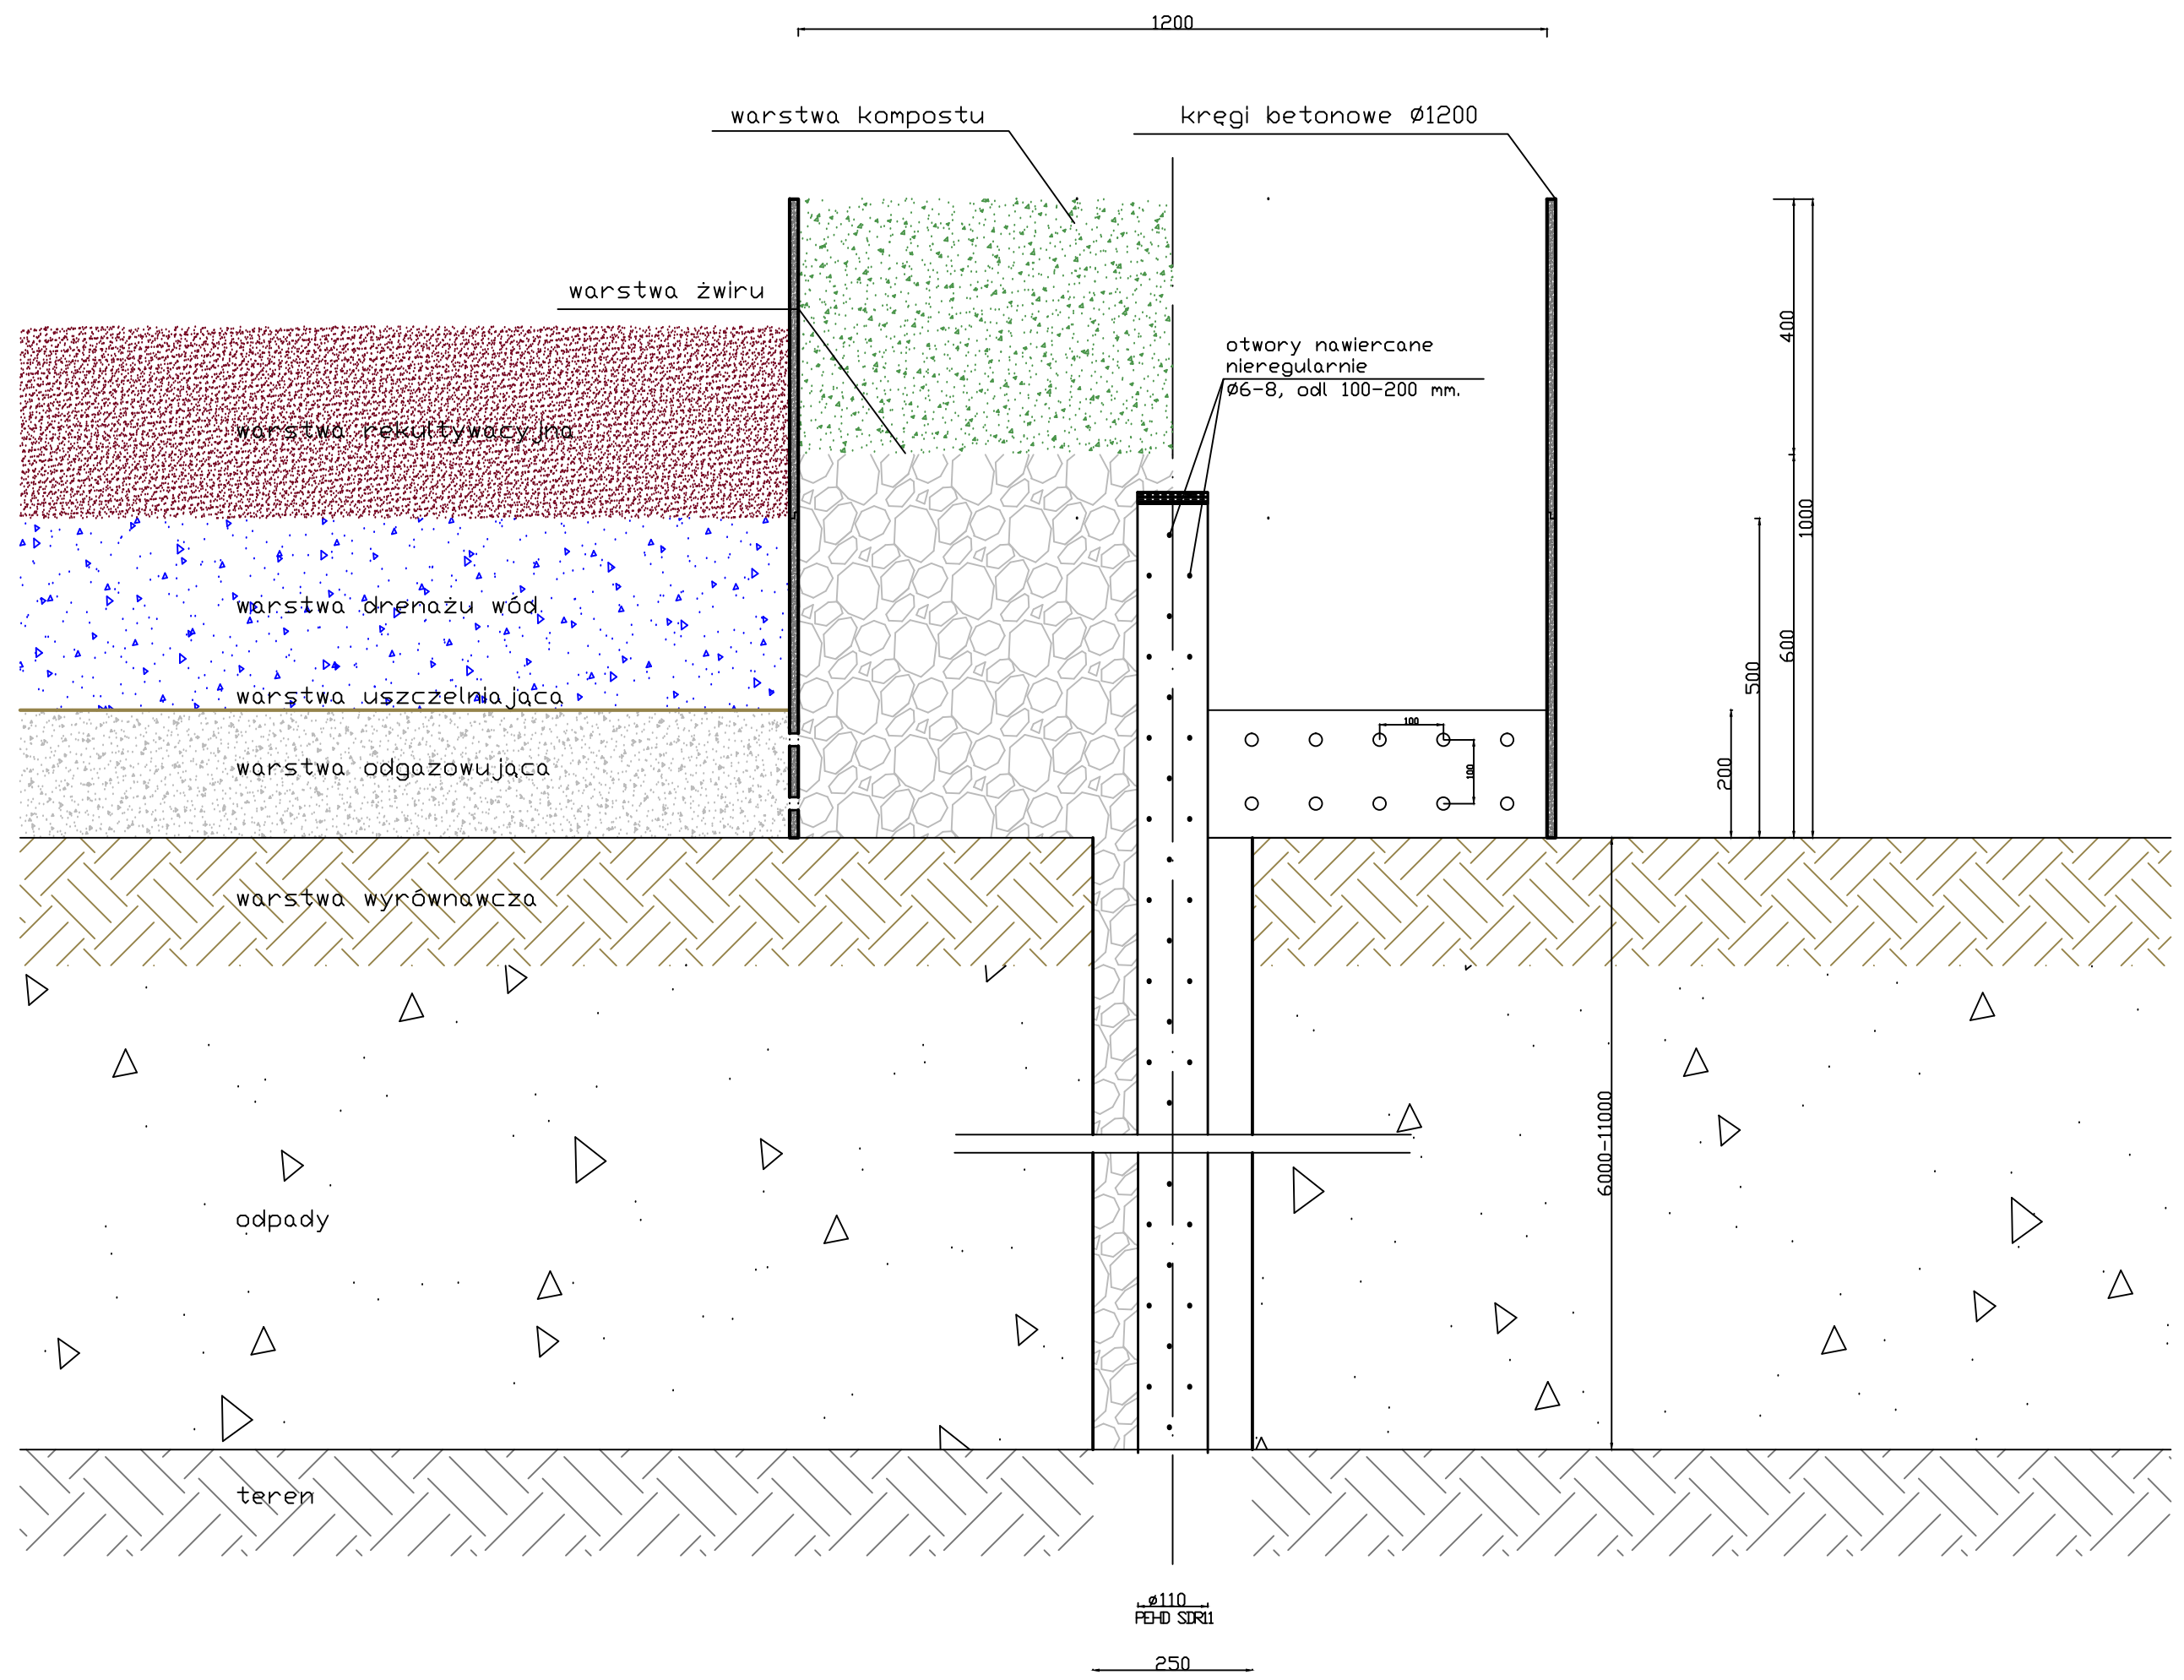 1200
warstwa kompostu
kręgi betonowe Ø1200
warstwa żwiru
400
otwory nawiercane
nieregularnie
Ø6-8, odl 100-200 mm.
warstwa rekultywacyjna
1000
warstwa drenażu wód
600
500
warstwa uszczelniająca
100
warstwa odgazowująca
100
200
warstwa wyrównawcza
6000-11000
odpady
teren
ø110
PEHD SDR11
250